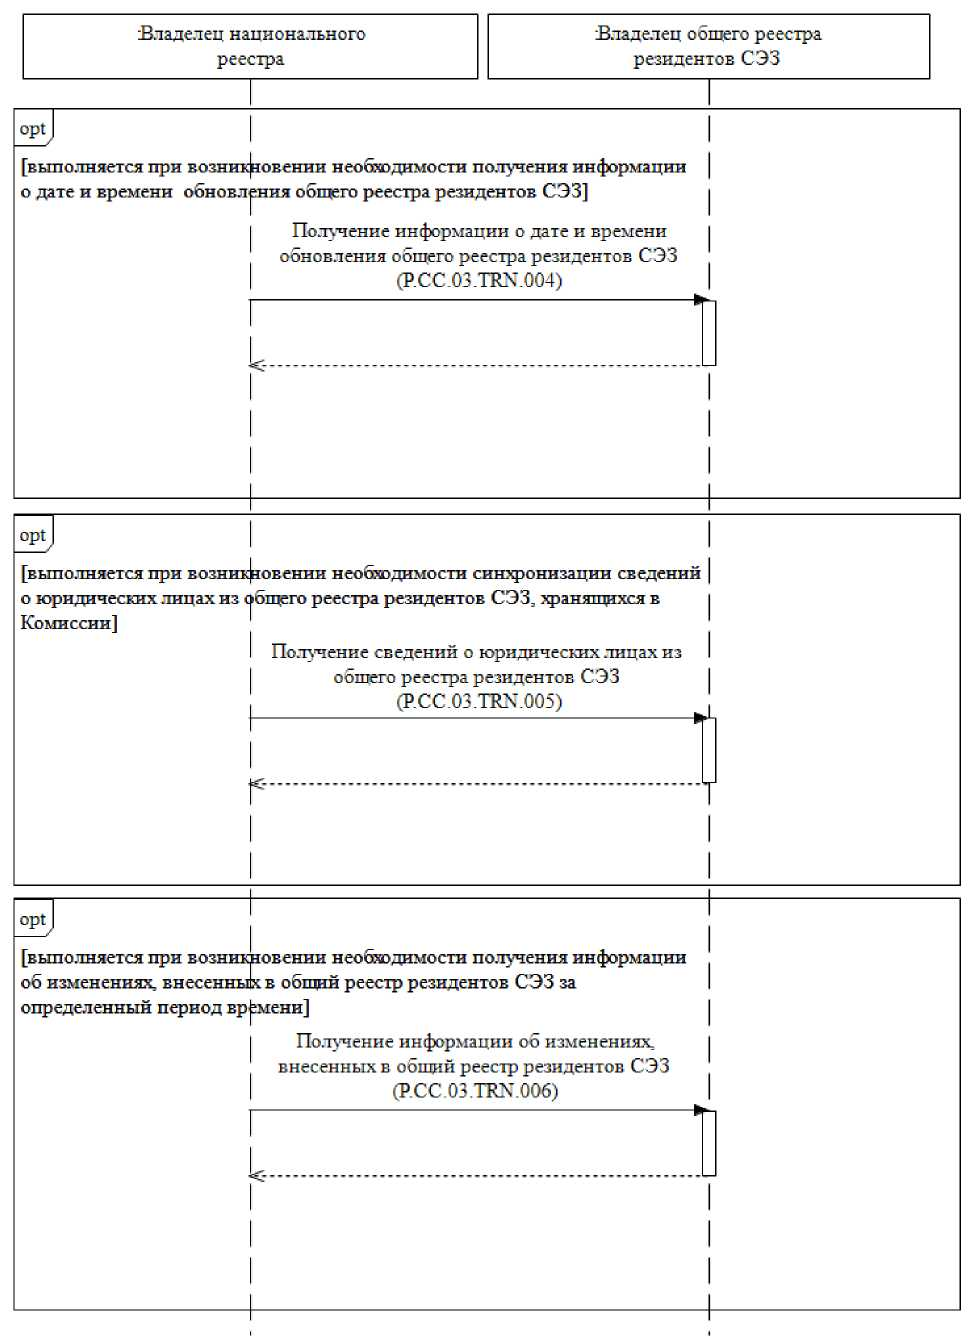 :Владелец национального
реестра
:Владелец общего реестра
резидентов СЭЗ
opt
[выполняется при возникновении необходимости получения информации
о дате и времени обновления общего реестра резидентов СЭЗ]
Получение информации о дате и времени
обновления общего реестра резидентов СЭЗ
(P.CC.03.TRN.004)
opt
[выполняется при возникновении необходимости синхронизации сведений
о юридических лицах из общего реестра резидентов СЭЗ, хранящихся в
Комиссии]
Получение сведений о юридических лицах из
общего реестра резидентов СЭЗ
(P.CC.03.TRN.005)
opt
[выполняется при возникновении необходимости получения информации
об изменениях, внесенных в общий реестр резидентов СЭЗ за
определенный период времени]
Получение информации об изменениях,
внесенных в общий реестр резидентов СЭЗ
(P.CC.03.TRN.006)